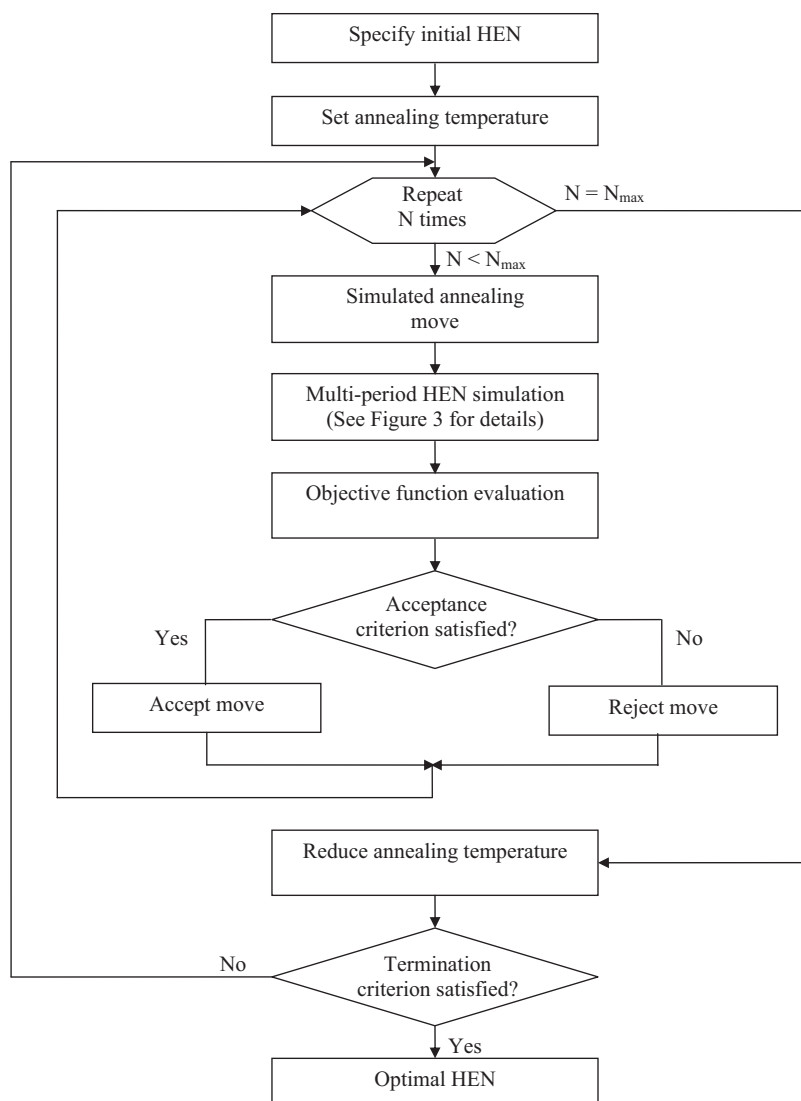 Specify initial HEN
Set annealing temperature
Repeat
N times
N = Nmax
N < Nmax
Simulated annealing
move
Multi-period HEN simulation
(See Figure 3 for details)
Objective function evaluation
Acceptance
criterion satisfied?
Yes
No
Accept move
Reject move
Reduce annealing temperature
No
Termination
criterion satisfied?
Yes
Optimal HEN